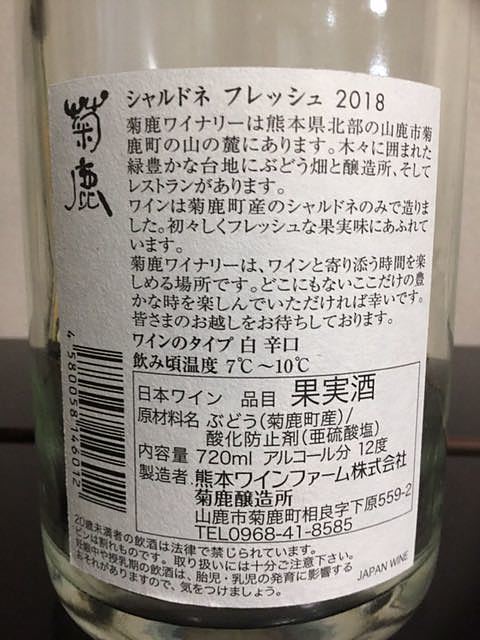 菊鹿
シャルドネ フレッシュ 2018
菊鹿ワイナリーは熊本県北部の山鹿市菊
鹿町の山の麓にあります。木々に囲まれた
緑豊かな台地にぶどう畑と醸造所、そして
レストランがあります。
ワインは菊鹿町産のシャルドネのみで造りま
した。初々しくフレッシュな果実味にあふれて
います。
菊鹿ワイナリーは、ワインと寄り添う時間を楽
しめる場所です。どこにもないここだけの豊
かな時を楽しんでいただければ幸いです。
皆さまのお越しをお待ちしております。
ワインのタイプ 白 辛口
飲み頃温度 7℃～10℃
日本ワイン 品目 果実酒
原材料名 ぶどう(菊鹿町産)/
酸化防止剤(亜硫酸塩)
内容量 720ml アルコール分 12度
製造者 熊本ワインファーム株式会社
菊鹿醸造所
山鹿市菊鹿町相良字下原559-2
TEL0968-41-8585
4580058146012
20歳未満者の飲酒は法律で禁じられています。
ビンは割れものです。取り扱いには十分ご注意下さい。
妊娠中や授乳期の飲酒は、胎児・乳児の発育に影響する
おそれがありますので、気をつけましょう。
JAPAN WINE